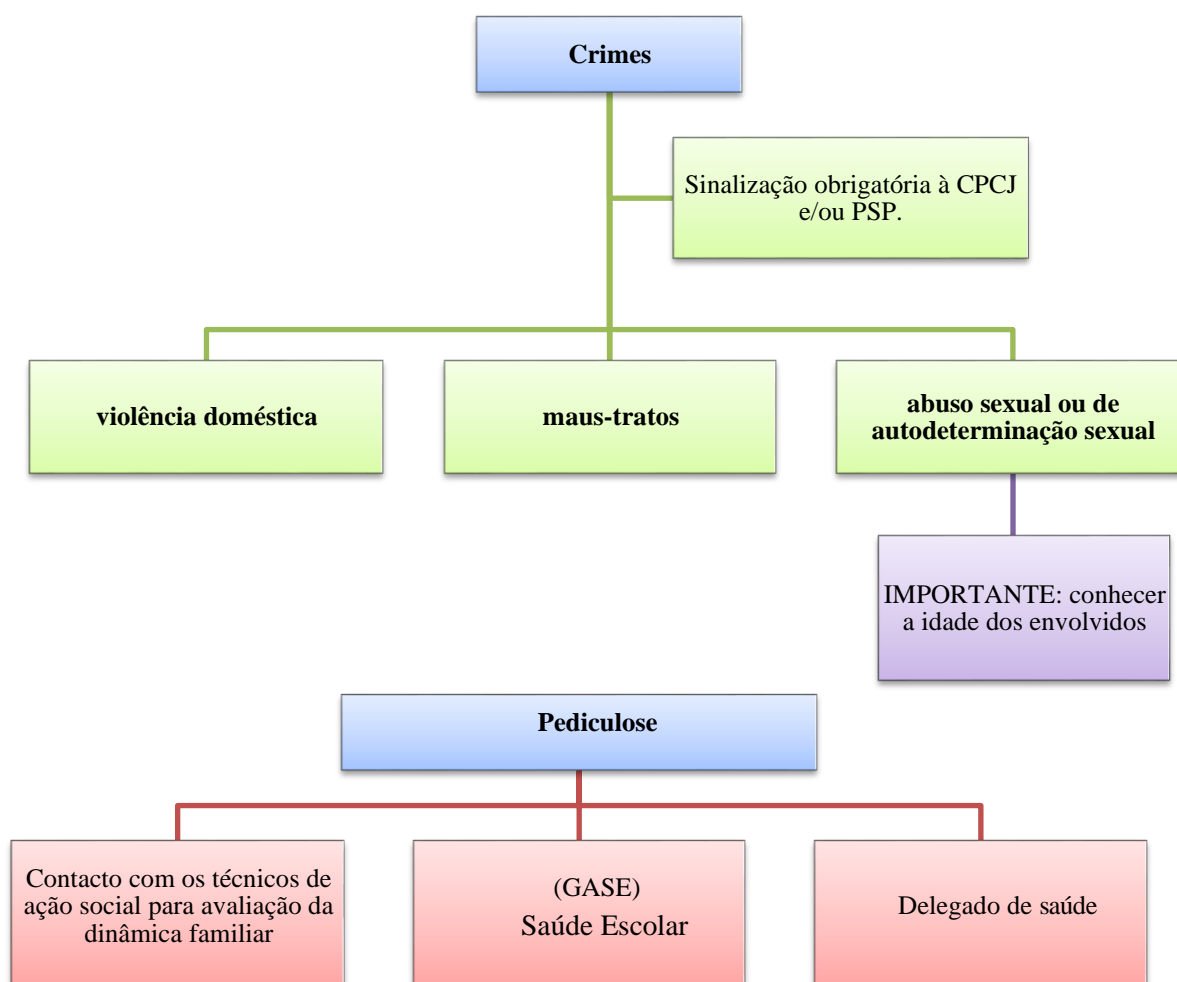 Crimes
Sinalização obrigatória à CPCJ
e/ou PSP.
violência doméstica
maus-tratos
abuso sexual ou de
autodeterminação sexual
IMPORTANTE: conhecer
a idade dos envolvidos
Pediculose
Contacto com os técnicos de
ação social para avaliação da
dinâmica familiar
(GASE)
Saúde Escolar
Delegado de saúde